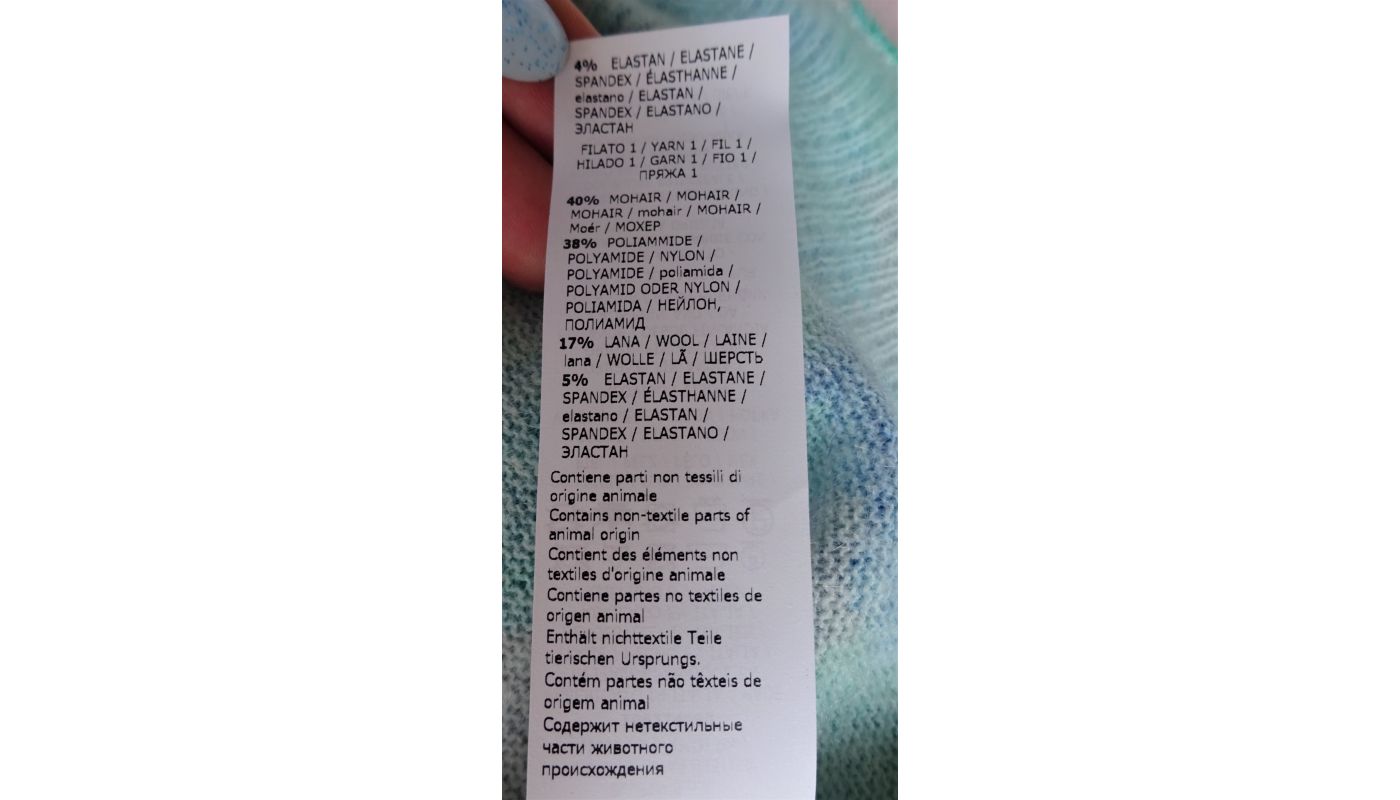 4% ELASTAN / ELASTANE /
SPANDEX / ÉLASTHANNE /
elastano / ELASTAN /
SPANDEX / ELASTANO /
ЭЛАСТАН
FILATO 1 / YARN 1 / FIL 1 /
HILADO 1 / GARN 1 / FIO 1 /
ПРЯЖА 1
40% MOHAIR / MOHAIR /
MOHAIR / mohair / MOHAIR /
Moér / МОХЕР
38% POLIAMMIDE /
POLYAMIDE / NYLON /
POLYAMIDE / poliamida /
POLYAMID ODER NYLON /
POLIAMIDA / НЕЙЛОН,
ПОЛИАМИД
17% LANA / WOOL / LAINE /
lana / WOLLE / LÃ / ШЕРСТЬ
5% ELASTAN / ELASTANE /
SPANDEX / ÉLASTHANNE /
elastano / ELASTAN /
SPANDEX / ELASTANO /
ЭЛАСТАН
Contiene parti non tessili di
origine animale
Contains non-textile parts of
animal origin
Contient des éléments non
textiles d'origine animale
Contiene partes no textiles de
origen animal
Enthält nichttextile Teile
tierischen Ursprungs.
Contém partes não têxteis de
origem animal
Содержит нетекстильные
части животного
происхождения